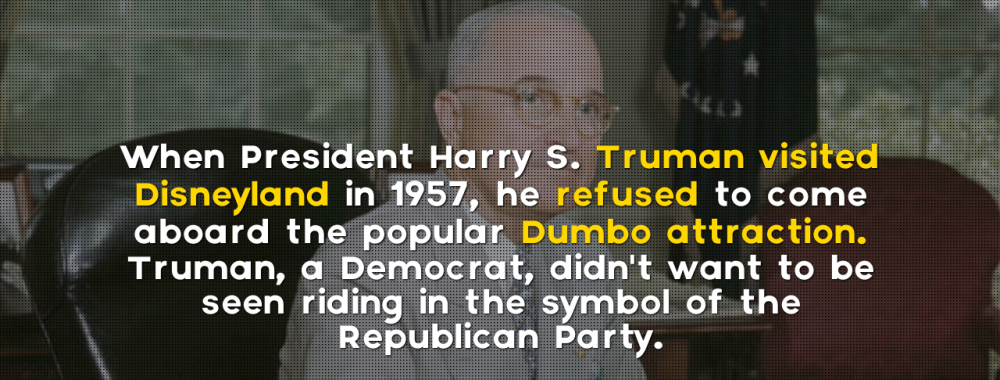 When President Harry S. Truman visited
Disneyland in 1957, he refused to come
aboard the popular Dumbo attraction.
Truman, a Democrat, didn't want to be
seen riding in the symbol of the
Republican Party.